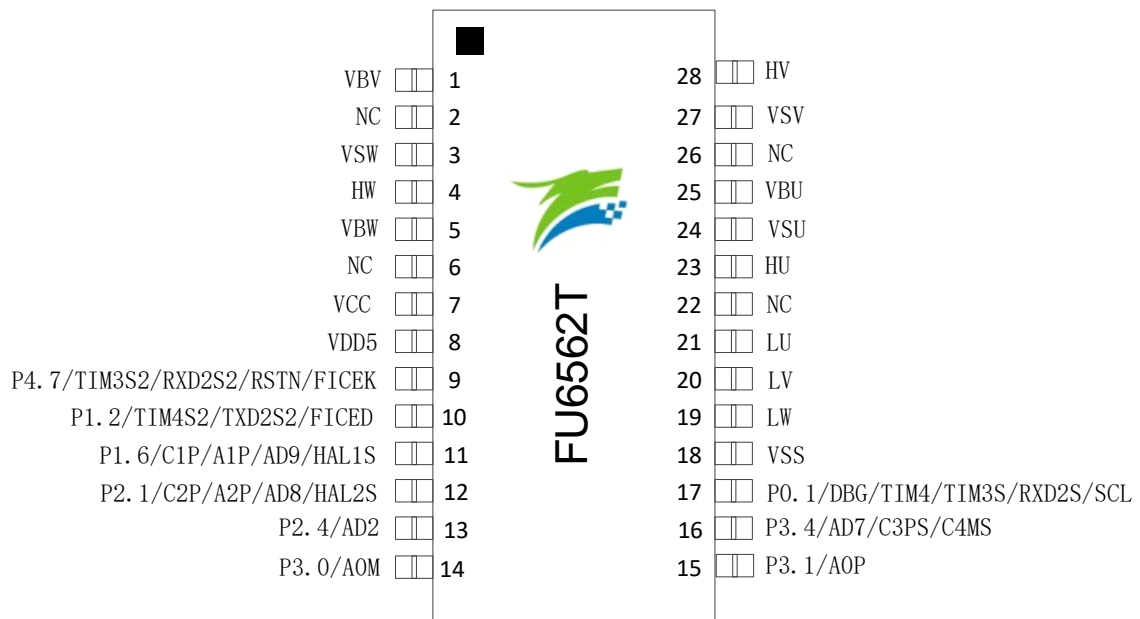 VBV 1 28 HV
NC 2 27 VSV
VSW 3 26 NC
HW 4 25 VBU
VBW 5 24 VSU
NC 6 23 HU
VCC 7 22 NC
VDD5 8 21 LU
P4.7/TIM3S2/RXD2S2/RSTN/FICEK 9 20 LV
P1.2/TIM4S2/TXD2S2/FICED 10 19 LW
P1.6/C1P/A1P/AD9/HAL1S 11 18 VSS
P2.1/C2P/A2P/AD8/HAL2S 12 17 P0.1/DBG/TIM4/TIM3S/RXD2S/SCL
P2.4/AD2 13 16 P3.4/AD7/C3PS/C4MS
P3.0/A0M 14 15 P3.1/A0P
FU6562T